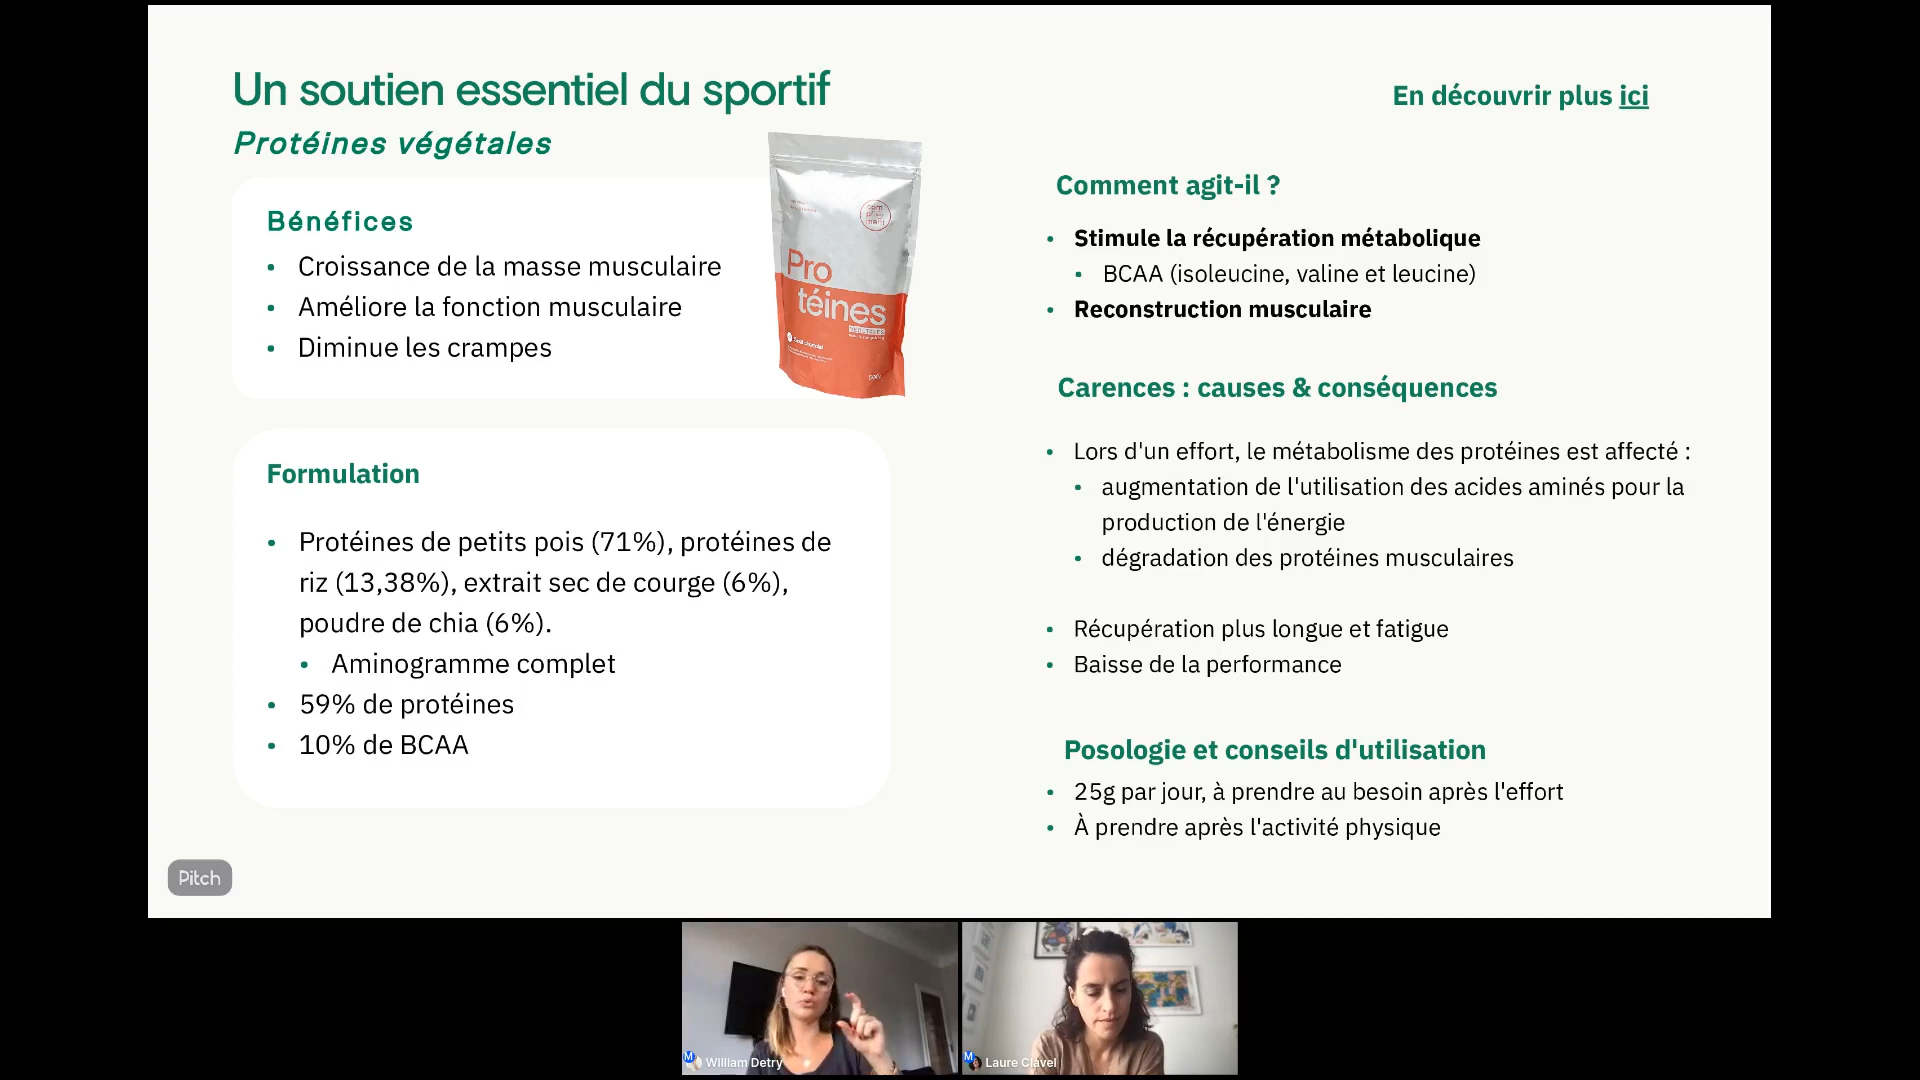 Un soutien essentiel du sportif
Protéines végétales
En découvrir plus ici
Bénéfices
• Croissance de la masse musculaire
• Améliore la fonction musculaire
• Diminue les crampes
Pro
téines
Formulation
• Protéines de petits pois (71%), protéines de
riz (13,38%), extrait sec de courge (6%),
poudre de chia (6%).
• Aminogramme complet
• 59% de protéines
• 10% de BCAA
Comment agit-il ?
• Stimule la récupération métabolique
• BCAA (isoleucine, valine et leucine)
• Reconstruction musculaire
Carences : causes & conséquences
• Lors d'un effort, le métabolisme des protéines est affecté :
• augmentation de l'utilisation des acides aminés pour la
production de l'énergie
• dégradation des protéines musculaires
• Récupération plus longue et fatigue
• Baisse de la performance
Posologie et conseils d'utilisation
• 25g par jour, à prendre au besoin après l'effort
• À prendre après l'activité physique
Pitch
M William Detry
M Laure Clavel